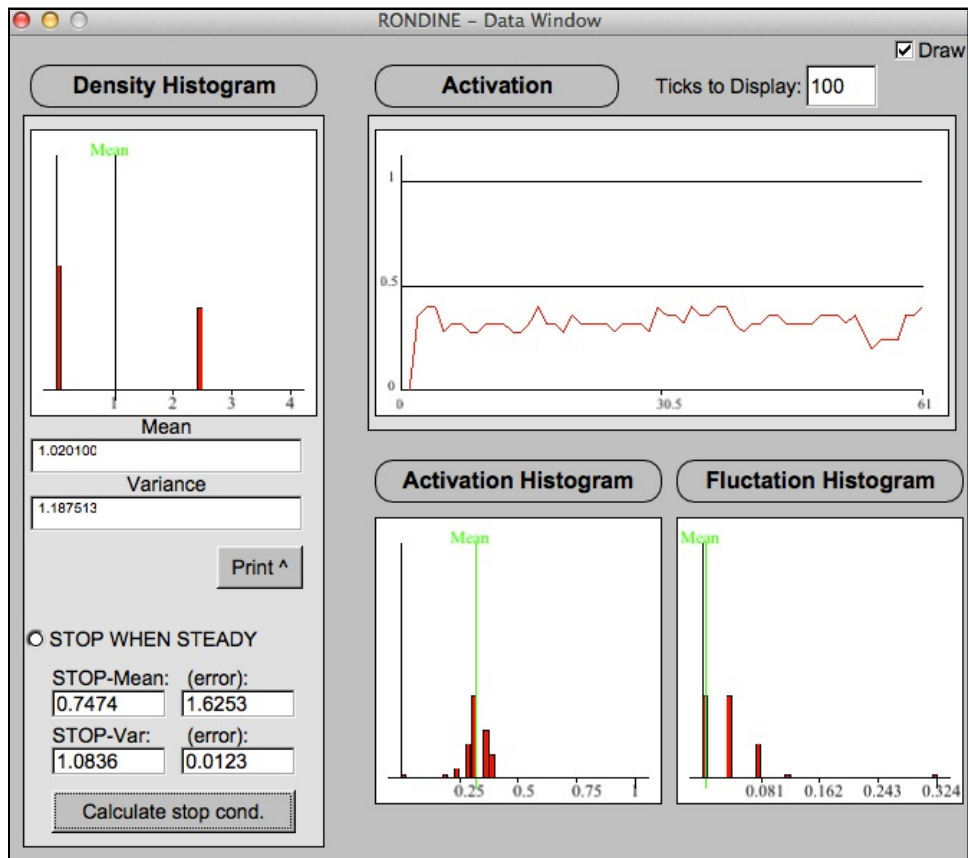 RONDINE – Data Window
Draw
Density Histogram
Activation
Ticks to Display: 100
Mean
1 2 3 4
Mean
1.020100
Variance
1.187513
Print ^
STOP WHEN STEADY
STOP-Mean: (error):
0.7474 1.6253
STOP-Var: (error):
1.0836 0.0123
Calculate stop cond.
1
0.5
0
0 30.5 61
Activation Histogram
Mean
0.25 0.5 0.75 1
Fluctation Histogram
Mean
0.081 0.162 0.243 0.324